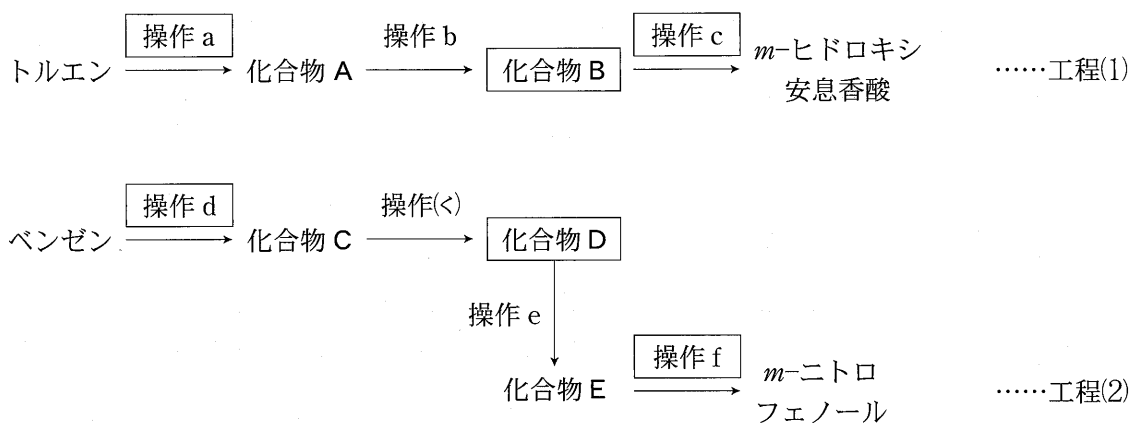 操作 a 操作 b 操作 c
トルエン 化合物 A 化合物 B m-ヒドロキシ ……工程(1)
安息香酸
操作 d 操作(く)
ベンゼン 化合物 C 化合物 D
操作 e
操作 f
化合物 E m-ニトロ ……工程(2)
フェノール